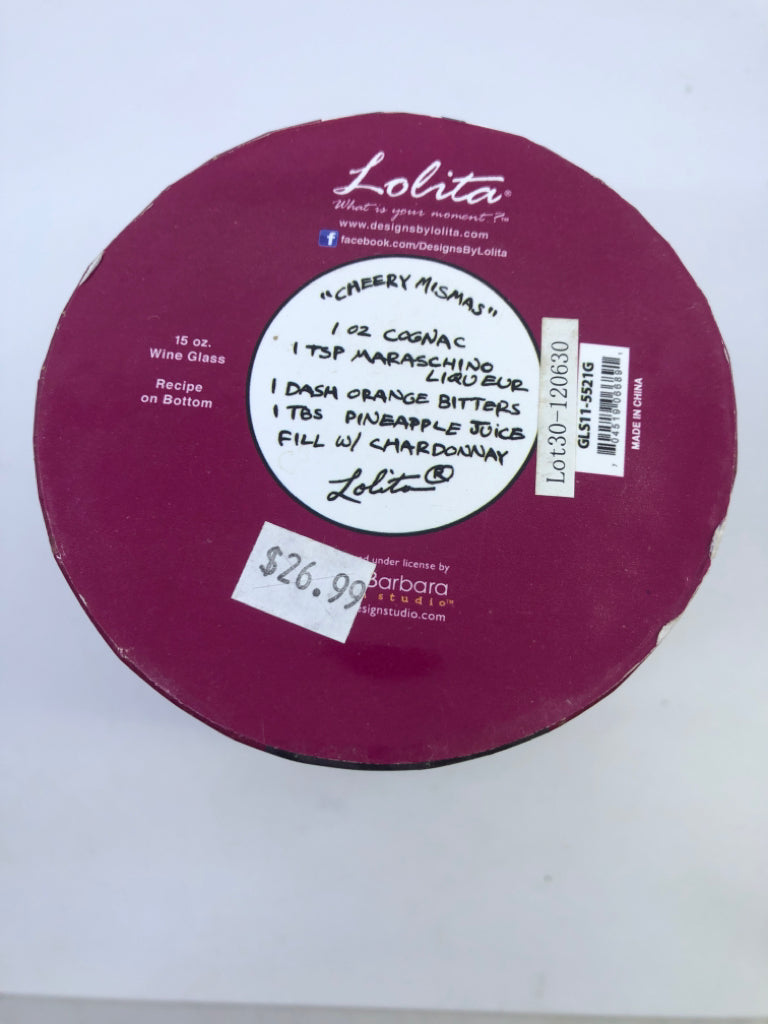 Lolita®
What is your moment?™
www.designsbylolita.com
f facebook.com/DesignsByLolita
"CHEERY MISMAS"
1 OZ COGNAC
1 TSP MARASCHINO
LIQUEUR
1 DASH ORANGE BITTERS
1 TBS PINEAPPLE JUICE
FILL W/ CHARDONNAY
Lolita®
15 oz.
Wine Glass
Recipe
on Bottom
Lot30-120630
GLS11-5521G
MADE IN CHINA
$26.99
under license by
Barbara
studio™
esignstudio.com